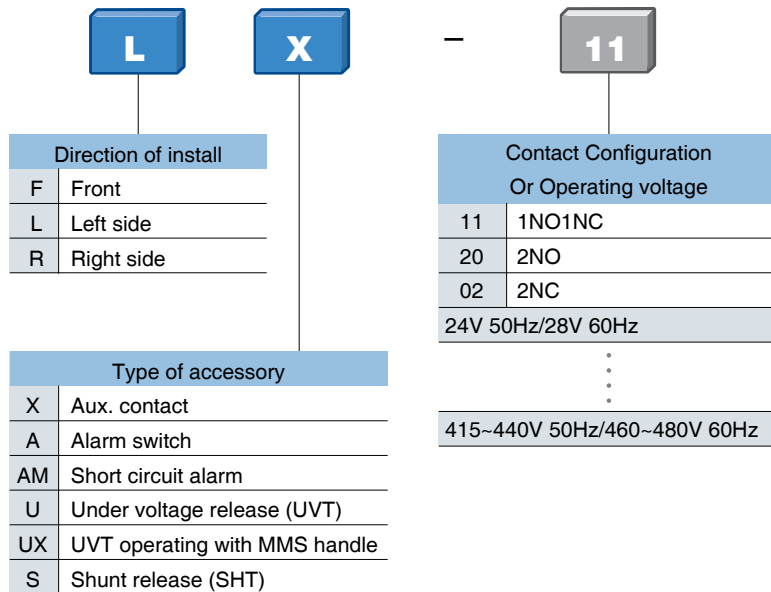 L X – 11
Direction of install
F Front
L Left side
R Right side
Type of accessory
X Aux. contact
A Alarm switch
AM Short circuit alarm
U Under voltage release (UVT)
UX UVT operating with MMS handle
S Shunt release (SHT)
Contact Configuration
Or Operating voltage
11 1NO1NC
20 2NO
02 2NC
24V 50Hz/28V 60Hz
415~440V 50Hz/460~480V 60Hz